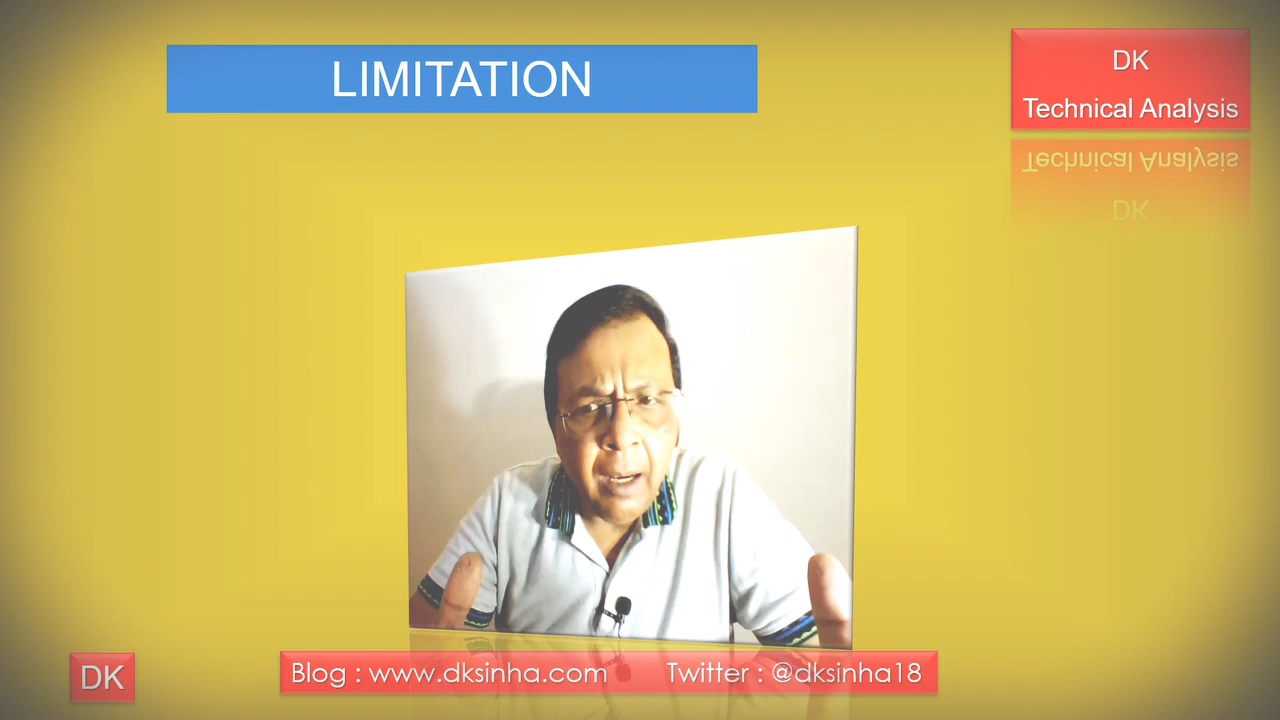 LIMITATION
DK
Technical Analysis
Technical Analysis
DK
DK
Blog : www.dksinha.com Twitter : @dksinha18